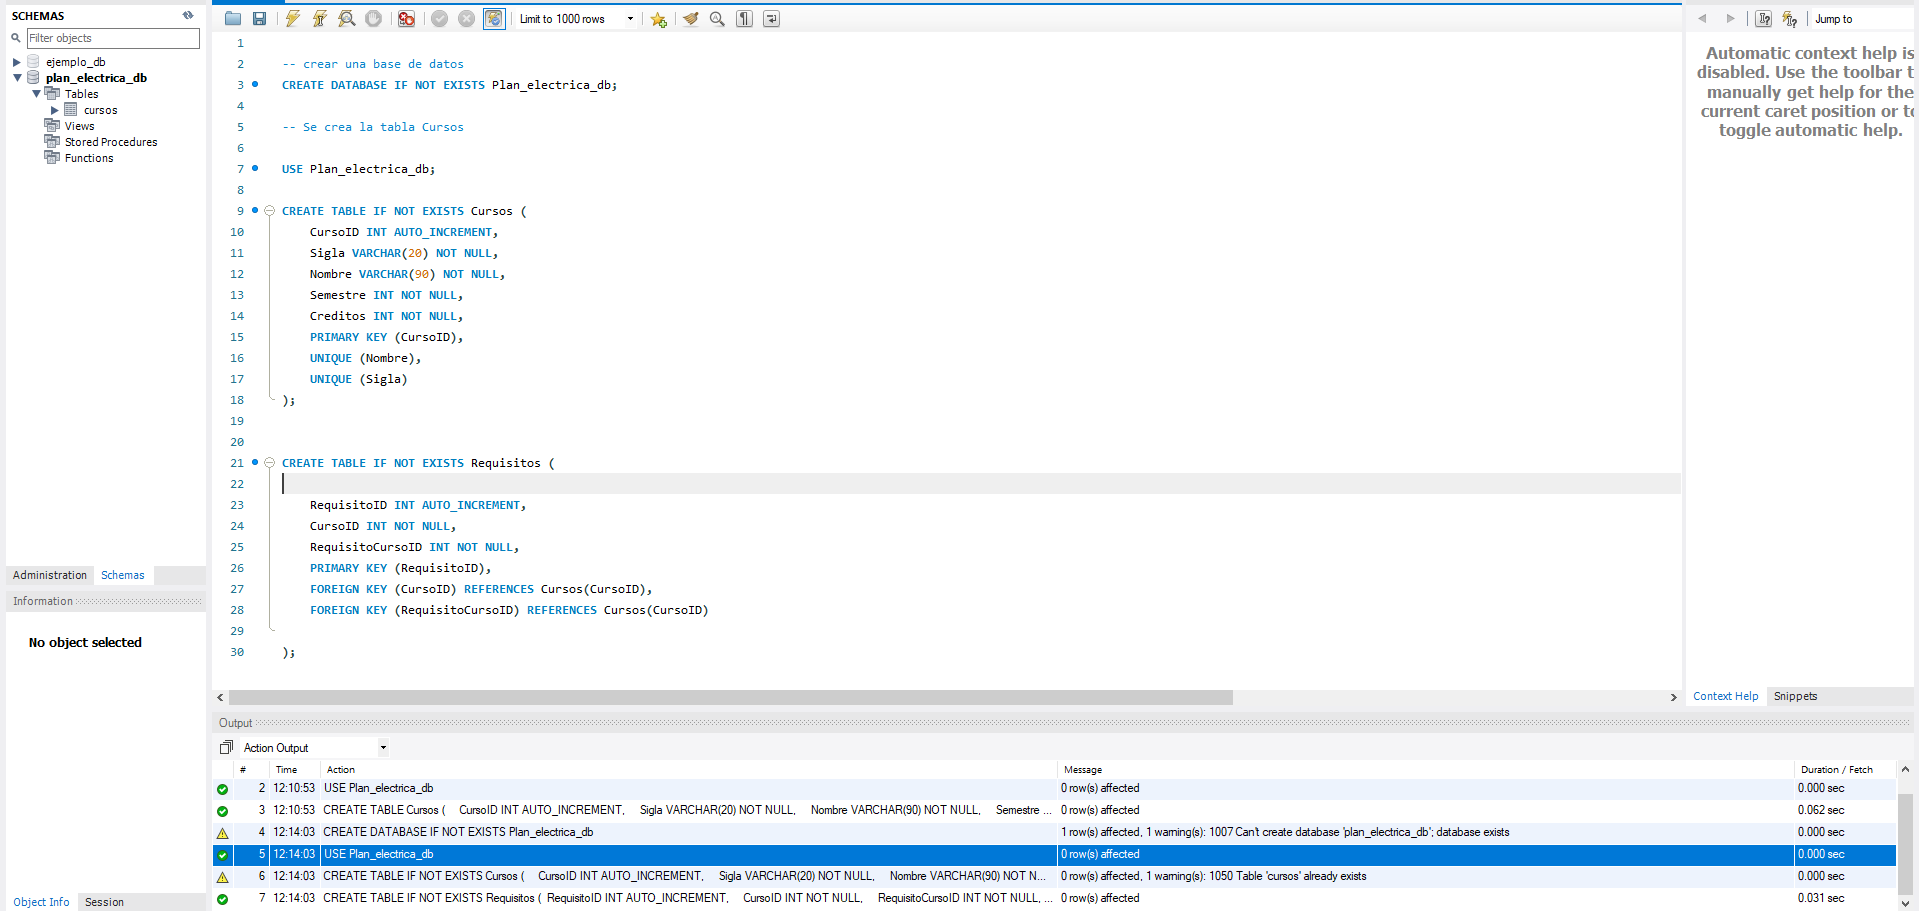 SCHEMAS
Filter objects
ejemplo_db
plan_electrica_db
Tables
cursos
Views
Stored Procedures
Functions
Administration Schemas
Information
No object selected
Object Info Session
Limit to 1000 rows
1
2 -- crear una base de datos
3 CREATE DATABASE IF NOT EXISTS Plan_electrica_db;
4
5 -- Se crea la tabla Cursos
6
7 USE Plan_electrica_db;
8
9 CREATE TABLE IF NOT EXISTS Cursos (
10 CursoID INT AUTO_INCREMENT,
11 Sigla VARCHAR(20) NOT NULL,
12 Nombre VARCHAR(90) NOT NULL,
13 Semestre INT NOT NULL,
14 Creditos INT NOT NULL,
15 PRIMARY KEY (CursoID),
16 UNIQUE (Nombre),
17 UNIQUE (Sigla)
18 );
19
20
21 CREATE TABLE IF NOT EXISTS Requisitos (
22
23 RequisitoID INT AUTO_INCREMENT,
24 CursoID INT NOT NULL,
25 RequisitoCursoID INT NOT NULL,
26 PRIMARY KEY (RequisitoID),
27 FOREIGN KEY (CursoID) REFERENCES Cursos(CursoID),
28 FOREIGN KEY (RequisitoCursoID) REFERENCES Cursos(CursoID)
29
30 );
Jump to
Automatic context help is
disabled. Use the toolbar t
manually get help for the
current caret position or to
toggle automatic help.
Context Help Snippets
Output
Action Output
# Time Action Message Duration / Fetch
2 12:10:53 USE Plan_electrica_db 0 row(s) affected 0.000 sec
3 12:10:53 CREATE TABLE Cursos ( CursoID INT AUTO_INCREMENT, Sigla VARCHAR(20) NOT NULL, Nombre VARCHAR(90) NOT NULL, Semestre ... 0 row(s) affected 0.062 sec
4 12:14:03 CREATE DATABASE IF NOT EXISTS Plan_electrica_db 1 row(s) affected, 1 warning(s): 1007 Can't create database 'plan_electrica_db'; database exists 0.000 sec
5 12:14:03 USE Plan_electrica_db 0 row(s) affected 0.000 sec
6 12:14:03 CREATE TABLE IF NOT EXISTS Cursos ( CursoID INT AUTO_INCREMENT, Sigla VARCHAR(20) NOT NULL, Nombre VARCHAR(90) NOT N... 0 row(s) affected, 1 warning(s): 1050 Table 'cursos' already exists 0.000 sec
7 12:14:03 CREATE TABLE IF NOT EXISTS Requisitos ( RequisitoID INT AUTO_INCREMENT, CursoID INT NOT NULL, RequisitoCursoID INT NOT NULL, ... 0 row(s) affected 0.031 sec